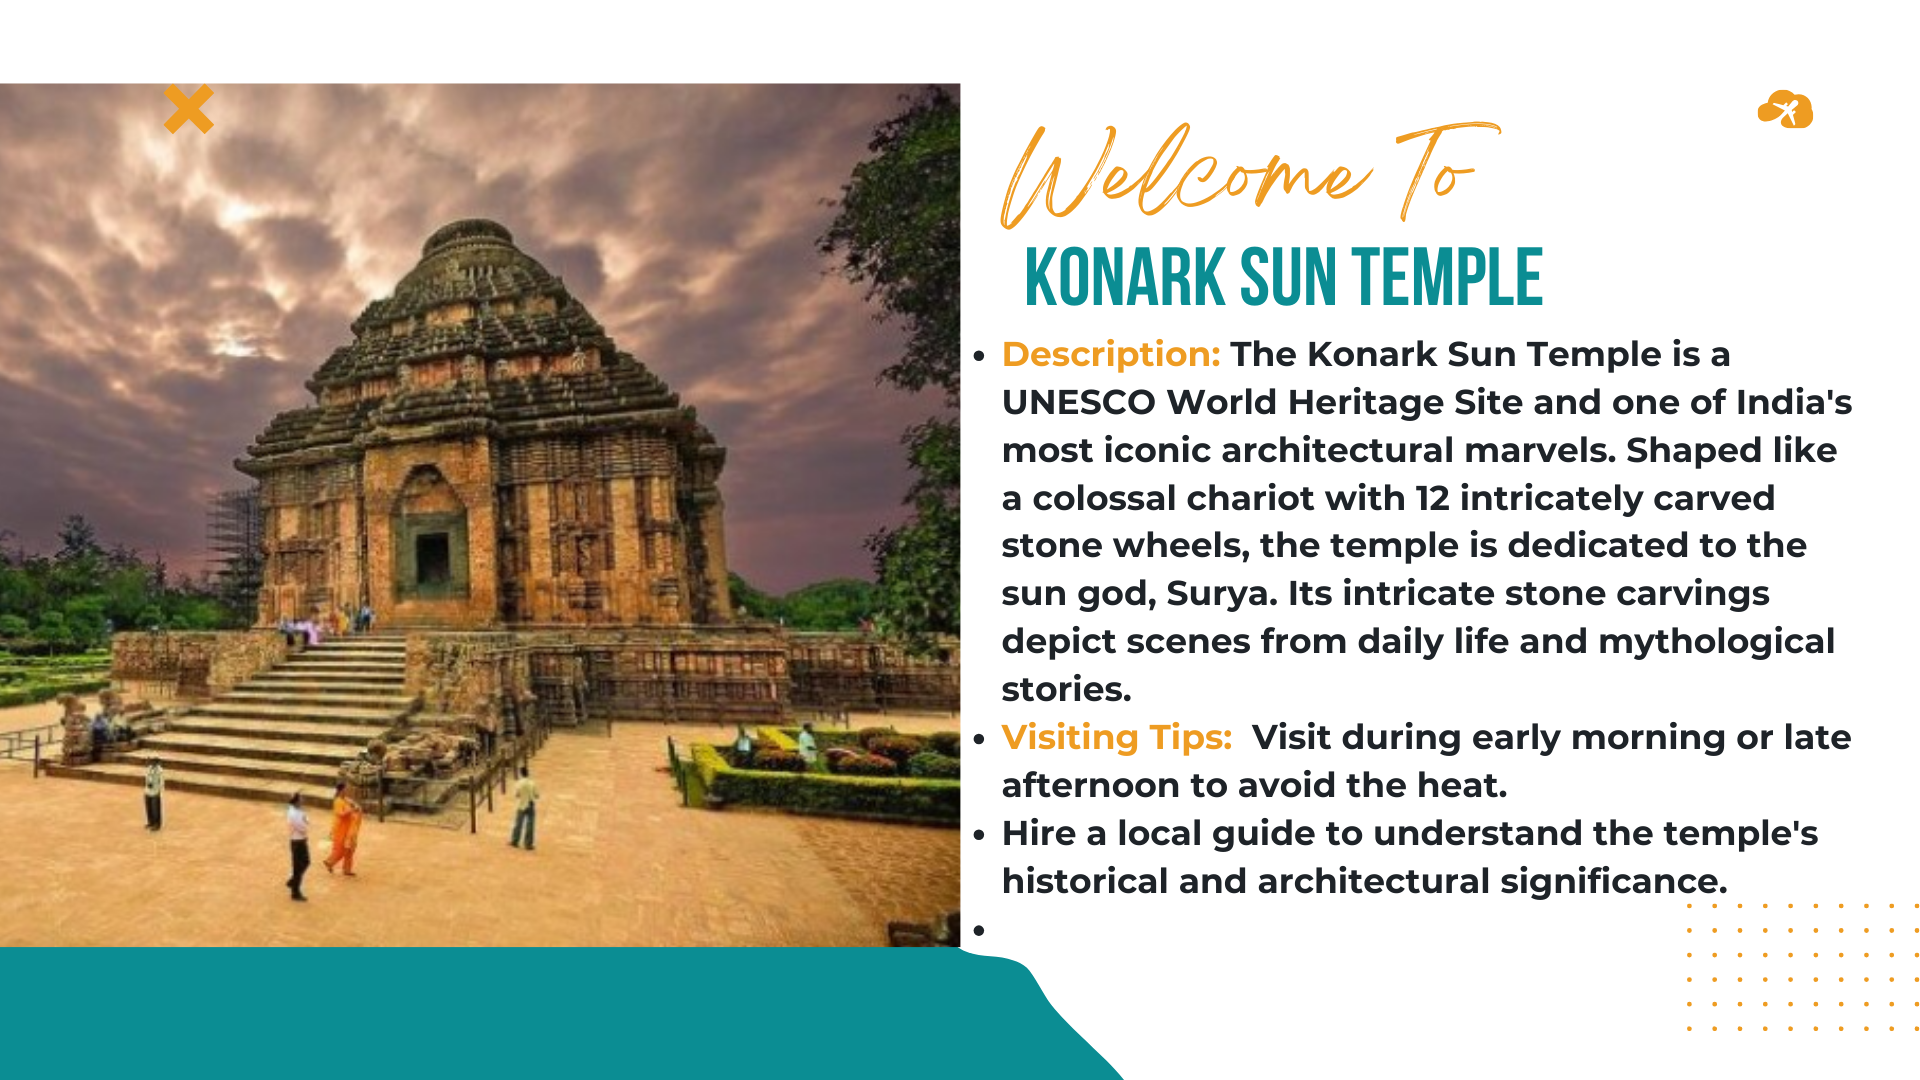 Welcome To
KONARK SUN TEMPLE
• Description: The Konark Sun Temple is a
UNESCO World Heritage Site and one of India's
most iconic architectural marvels. Shaped like
a colossal chariot with 12 intricately carved
stone wheels, the temple is dedicated to the
sun god, Surya. Its intricate stone carvings
depict scenes from daily life and mythological
stories.
• Visiting Tips:  Visit during early morning or late
afternoon to avoid the heat.
• Hire a local guide to understand the temple's
historical and architectural significance.
•